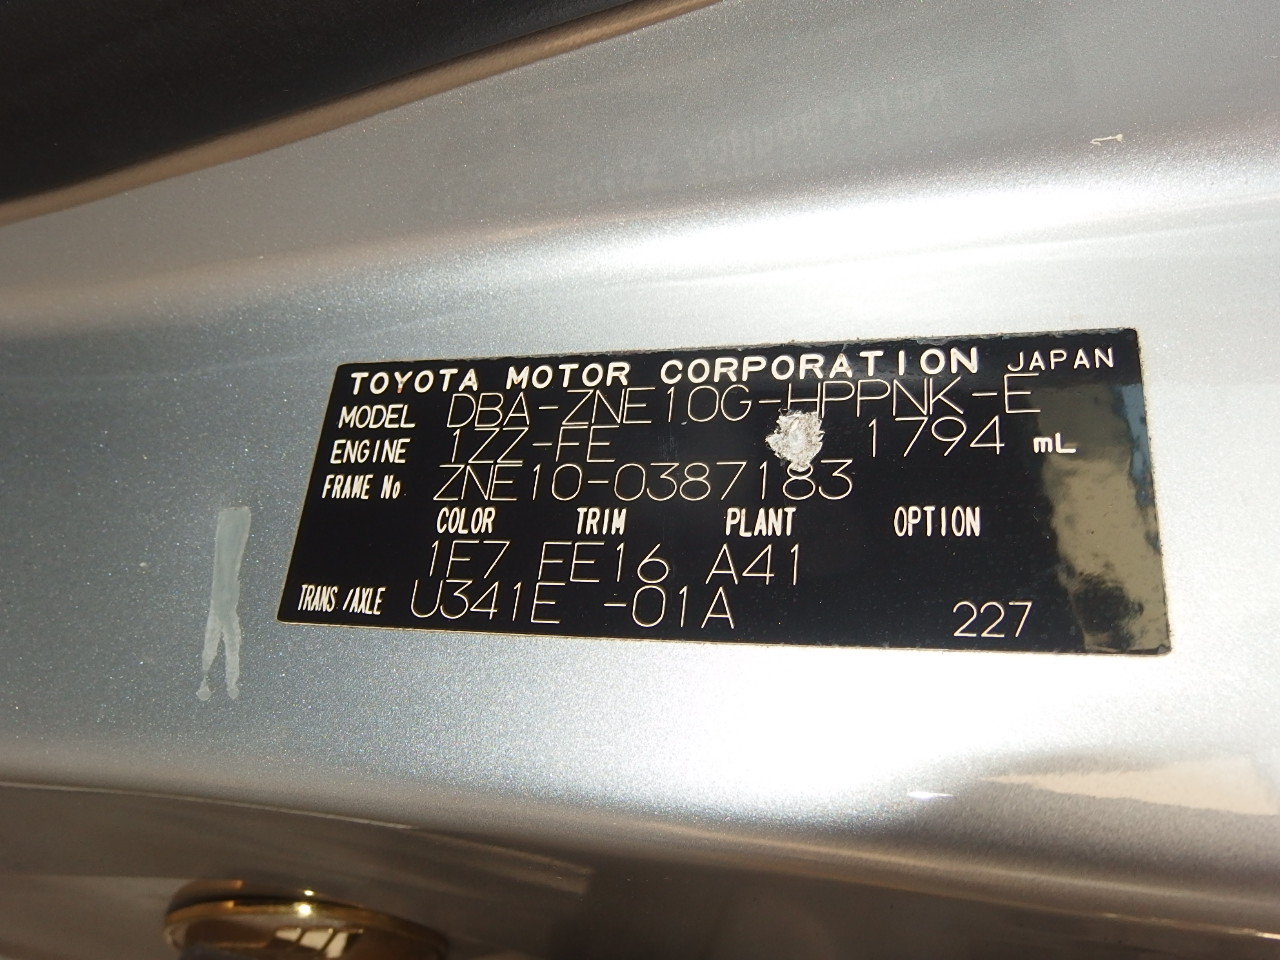 TOYOTA MOTOR CORPORATION JAPAN
MODEL DBA-ZNE10G-HPPNK-E
ENGINE 1ZZ-FE 1794 mL
FRAME No. ZNE10-0387183
COLOR TRIM PLANT OPTION
1E7 FE16 A41
TRANS./AXLE U341E -01A 227